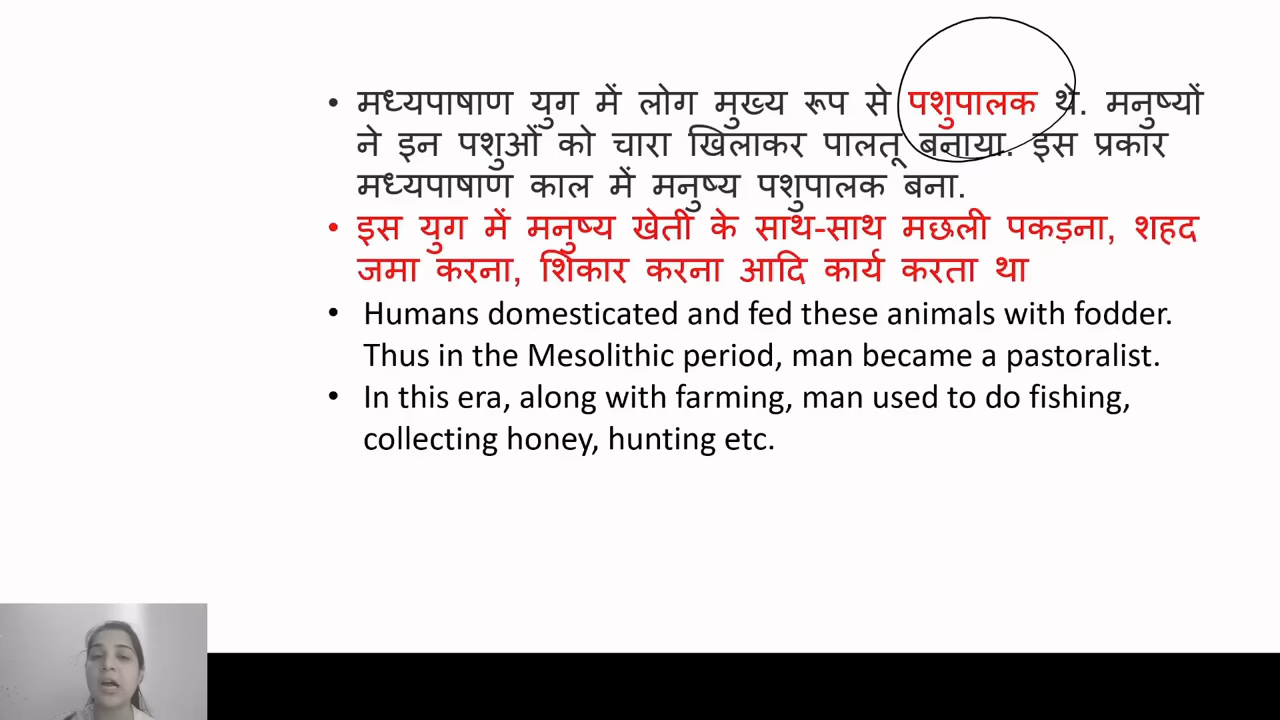 • मध्यपाषाण युग में लोग मुख्य रूप से पशुपालक थे. मनुष्यों
ने इन पशुओं को चारा खिलाकर पालतू बनाया. इस प्रकार
मध्यपाषाण काल में मनुष्य पशुपालक बना.
• इस युग में मनुष्य खेती के साथ-साथ मछली पकड़ना, शहद
जमा करना, शिकार करना आदि कार्य करता था
• Humans domesticated and fed these animals with fodder.
Thus in the Mesolithic period, man became a pastoralist.
• In this era, along with farming, man used to do fishing,
collecting honey, hunting etc.